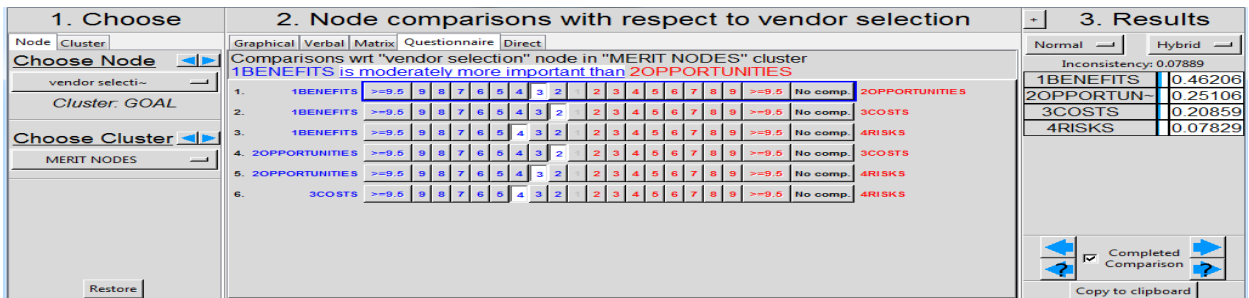 1. Choose
Node Cluster
Choose Node
vendor selecti~
Cluster: GOAL
Choose Cluster
MERIT NODES
Restore
2. Node comparisons with respect to vendor selection
Graphical Verbal Matrix Questionnaire Direct
Comparisons wrt "vendor selection" node in "MERIT NODES" cluster
1BENEFITS is moderately more important than 2OPPORTUNITIES
1. 1BENEFITS >=9.5 9 8 7 6 5 4 3 2 1 2 3 4 5 6 7 8 9 >=9.5 No comp. 2OPPORTUNITIES
2. 1BENEFITS >=9.5 9 8 7 6 5 4 3 2 1 2 3 4 5 6 7 8 9 >=9.5 No comp. 3COSTS
3. 1BENEFITS >=9.5 9 8 7 6 5 4 3 2 1 2 3 4 5 6 7 8 9 >=9.5 No comp. 4RISKS
4. 2OPPORTUNITIES >=9.5 9 8 7 6 5 4 3 2 1 2 3 4 5 6 7 8 9 >=9.5 No comp. 3COSTS
5. 2OPPORTUNITIES >=9.5 9 8 7 6 5 4 3 2 1 2 3 4 5 6 7 8 9 >=9.5 No comp. 4RISKS
6. 3COSTS >=9.5 9 8 7 6 5 4 3 2 1 2 3 4 5 6 7 8 9 >=9.5 No comp. 4RISKS
+ 3. Results
Normal Hybrid
Inconsistency: 0.07889
1BENEFITS 0.46206
2OPPORTUN~ 0.25106
3COSTS 0.20859
4RISKS 0.07829
Completed
Comparison
? ?
Copy to clipboard